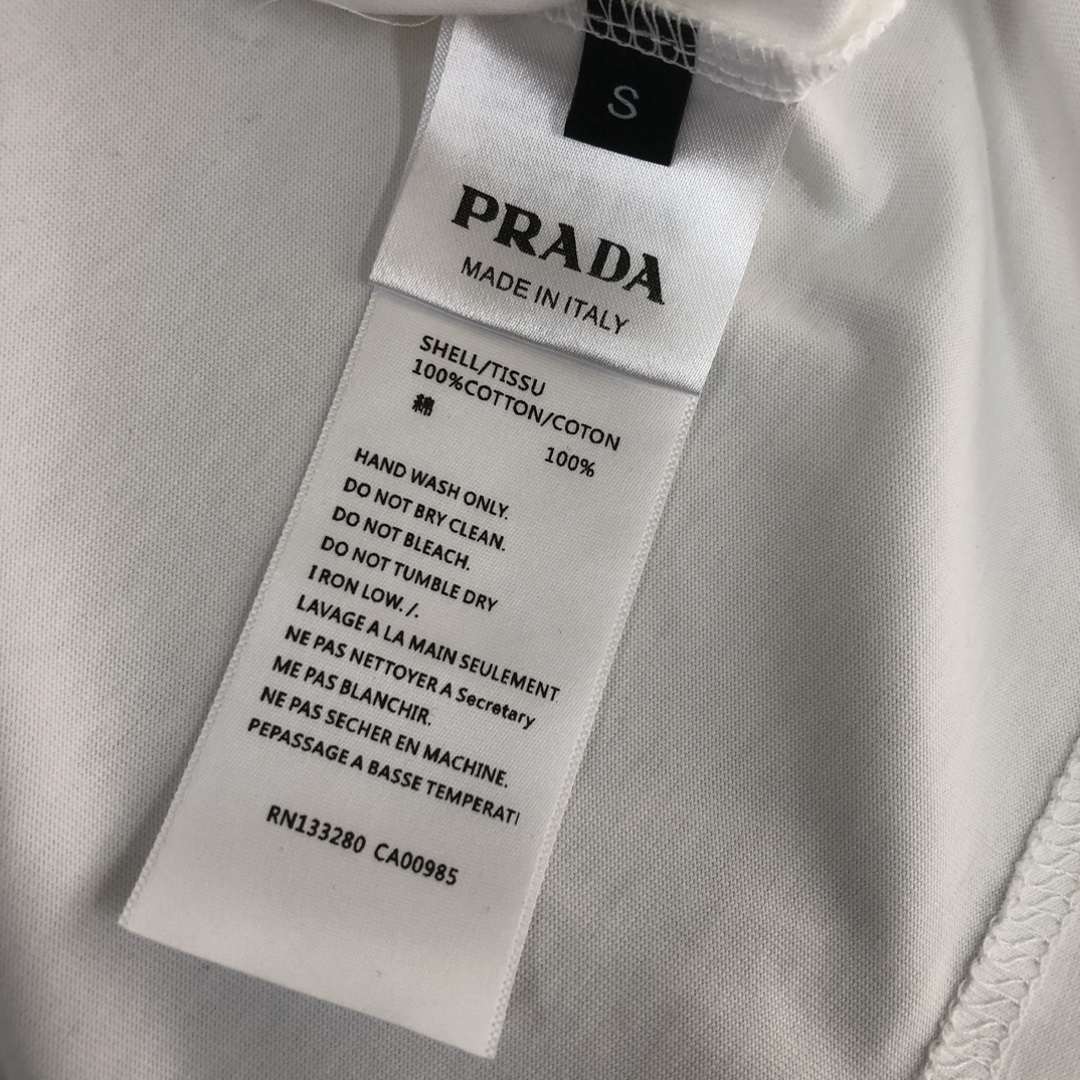 S
PRADA
MADE IN ITALY
SHELL/TISSU
100%COTTON/COTON
綿
100%
HAND WASH ONLY.
DO NOT BRY CLEAN.
DO NOT BLEACH.
DO NOT TUMBLE DRY
I RON LOW. /.
LAVAGE A LA MAIN SEULEMENT
NE PAS NETTOYER A Secretary
ME PAS BLANCHIR.
NE PAS SECHER EN MACHINE.
PEPASSAGE A BASSE TEMPERATI
RN133280 CA00985